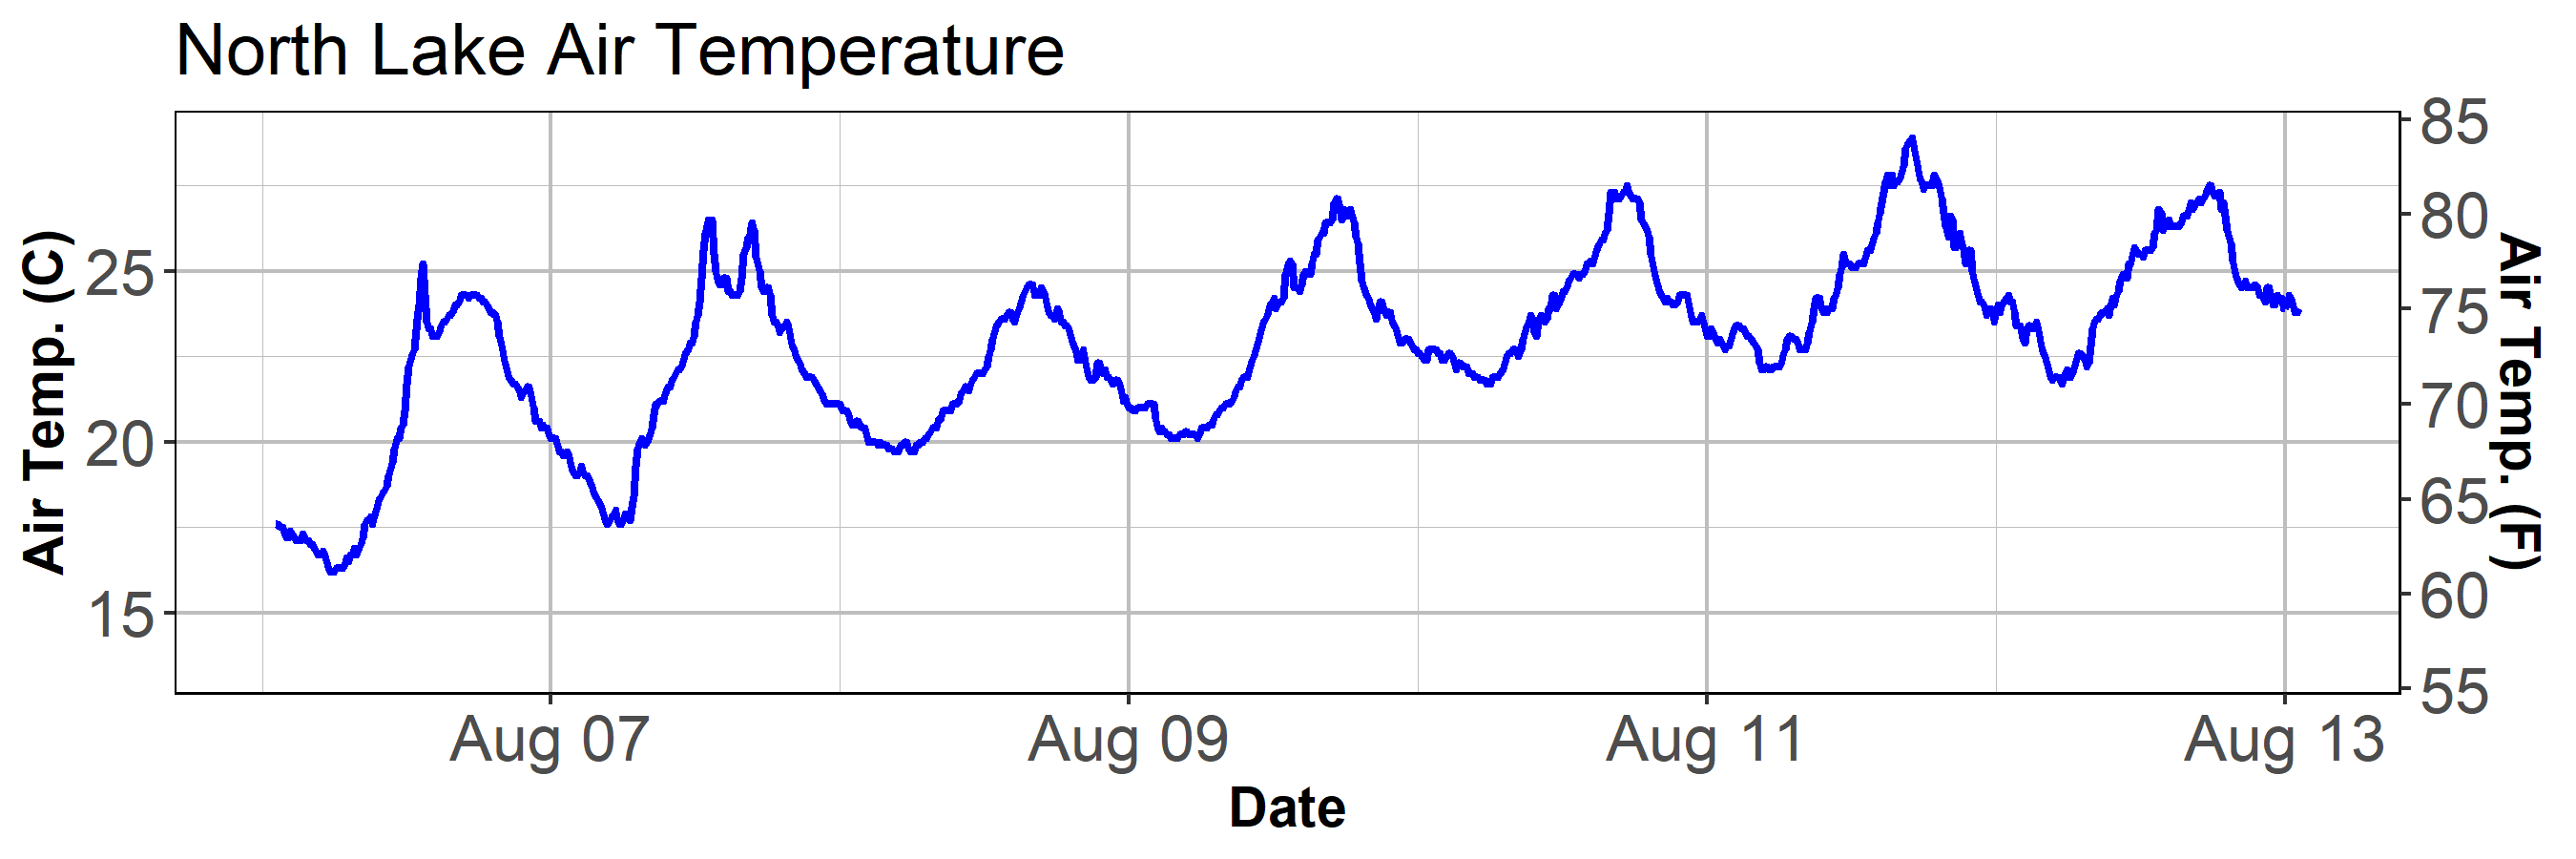 North Lake Air Temperature
Air Temp. (C)
25
20
15
85
80
75
70
65
60
55
Air Temp. (F)
Aug 07
Aug 09
Aug 11
Aug 13
Date